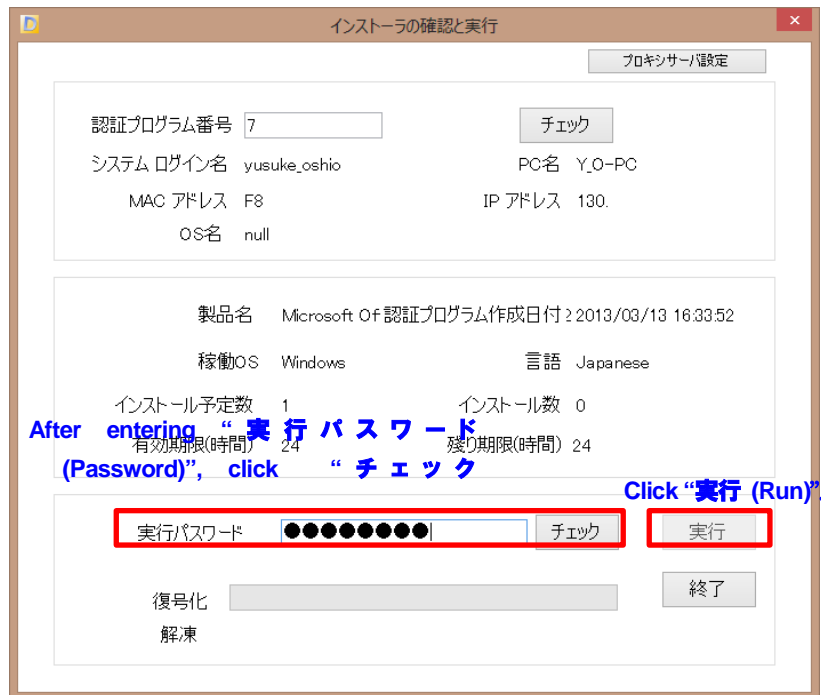 インストーラの確認と実行
プロキシサーバ設定
認証プログラム番号 7 チェック
システム ログイン名 yusuke_oshio PC名 Y_O-PC
MAC アドレス F8 IP アドレス 130.
OS名 null
製品名 Microsoft Of 認証プログラム作成日付 2013/03/13 16:33:52
稼働OS Windows 言語 Japanese
インストール予定数 1 インストール数 0
After entering “実行パスワード
有効期限(時間) 24 残り期限(時間) 24
(Password)”, click “チェック
Click “実行 (Run)”.
実行パスワード ●●●●●●●● チェック 実行
復号化 終了
解凍